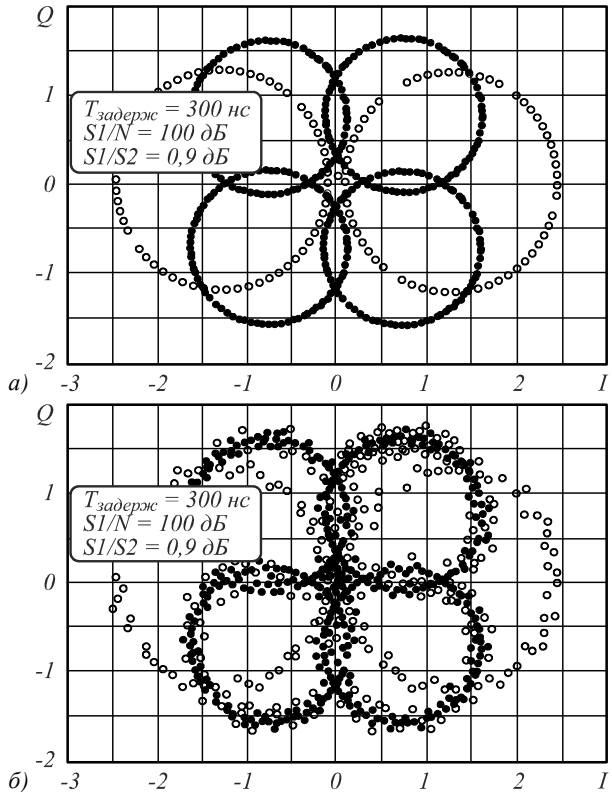 Q
1
0
-1
-2
Tзадерж = 300 нс
S1/N = 100 дБ
S1/S2 = 0,9 дБ
а) -3 -2 -1 0 1 2 I
Q
1
0
-1
-2
Tзадерж = 300 нс
S1/N = 100 дБ
S1/S2 = 0,9 дБ
б) -3 -2 -1 0 1 2 I